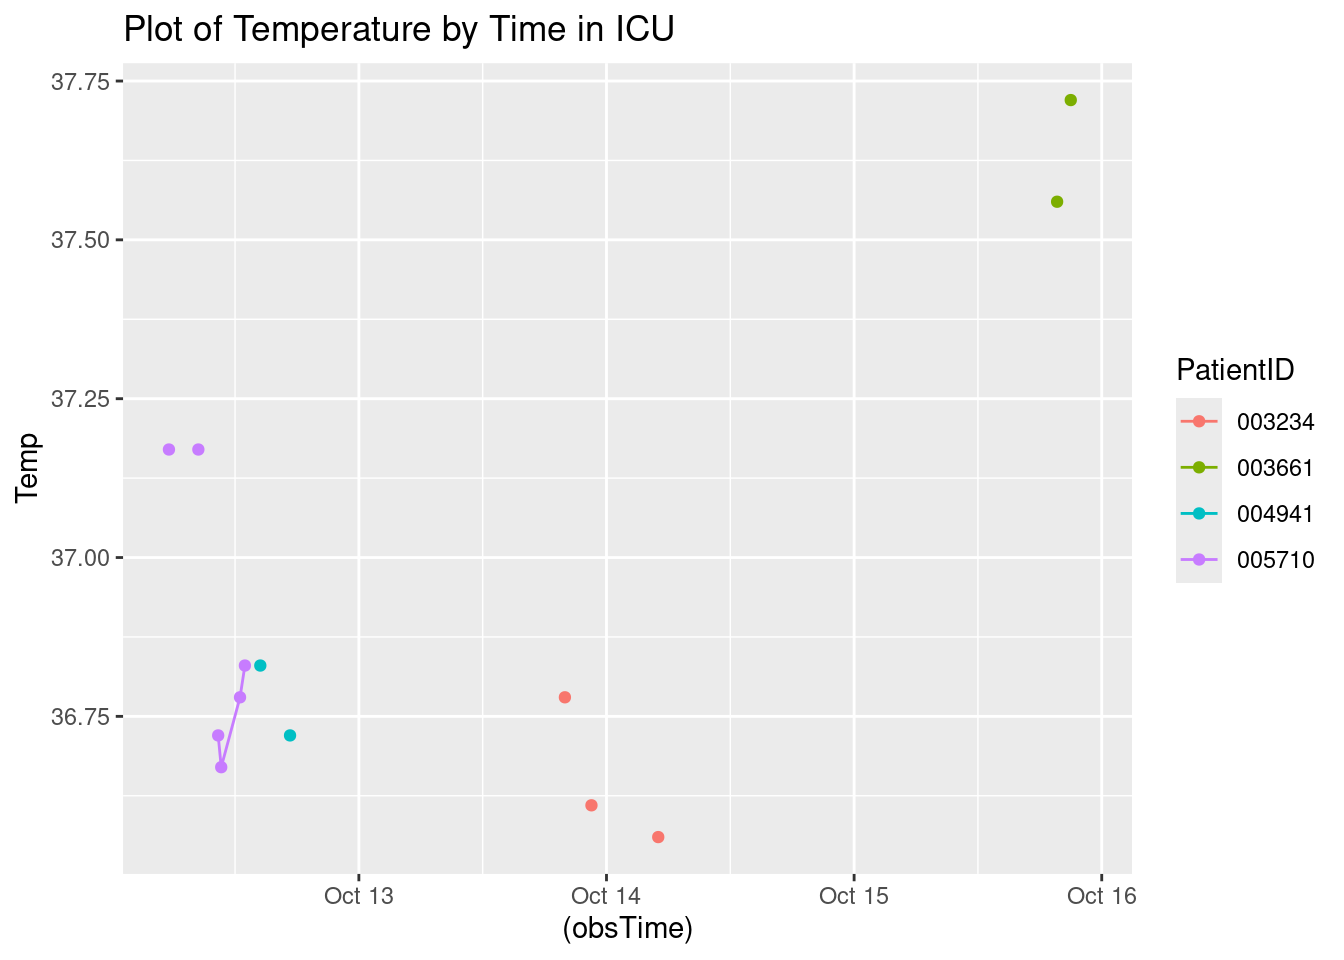 Plot of Temperature by Time in ICU
37.75
37.50
37.25
37.00
36.75
Temp
Oct 13
Oct 14
Oct 15
Oct 16
(obsTime)
PatientID
003234
003661
004941
005710